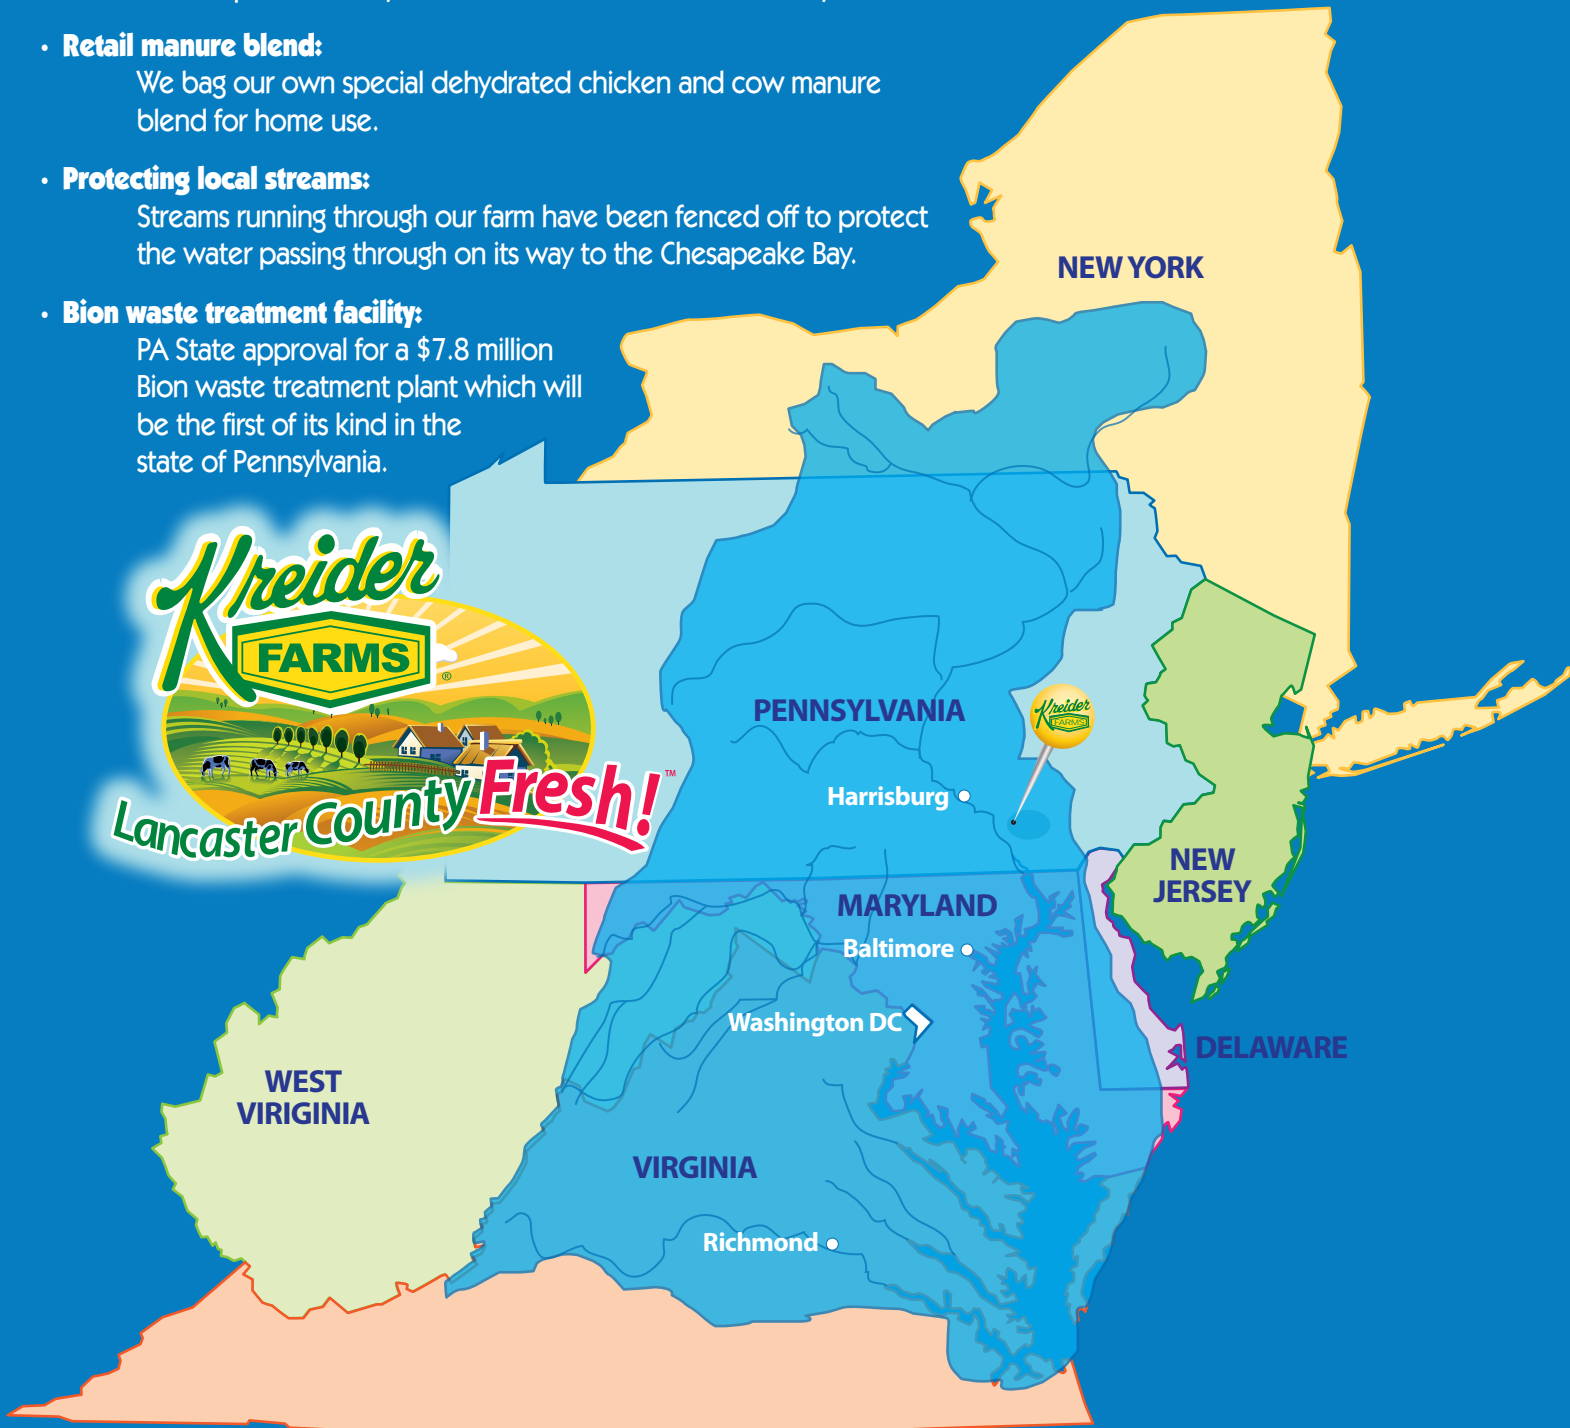 • Retail manure blend:
We bag our own special dehydrated chicken and cow manure
blend for home use.
• Protecting local streams:
Streams running through our farm have been fenced off to protect
the water passing through on its way to the Chesapeake Bay.
• Bion waste treatment facility:
PA State approval for a $7.8 million
Bion waste treatment plant which will
be the first of its kind in the
state of Pennsylvania.
Kreider
FARMS
®
Lancaster County Fresh!™
NEW YORK
PENNSYLVANIA
Kreider
FARMS
Harrisburg
NEW
JERSEY
MARYLAND
Baltimore
Washington DC
DELAWARE
WEST
VIRGINIA
VIRGINIA
Richmond